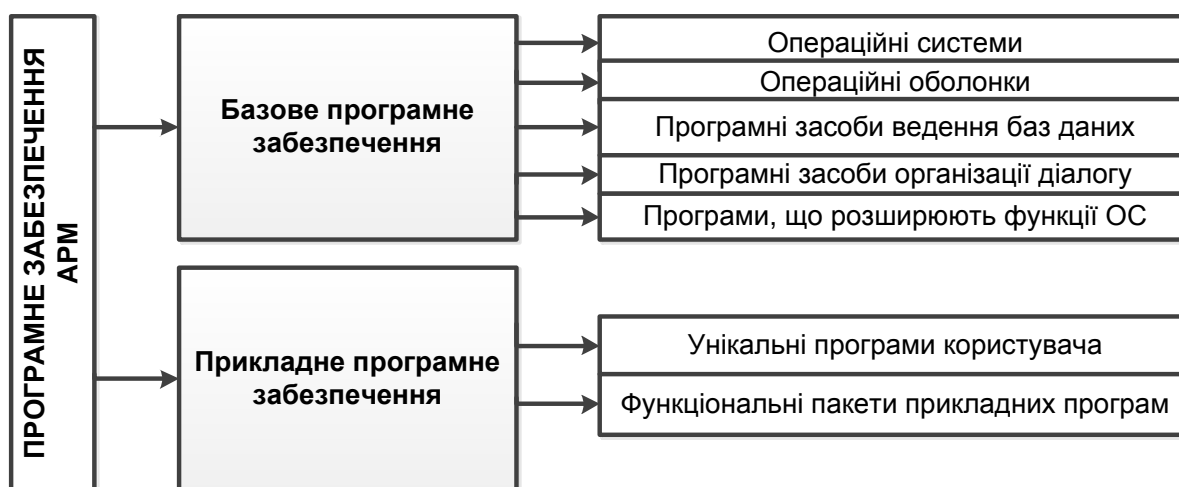 ПРОГРАМНЕ ЗАБЕЗПЕЧЕННЯ
АРМ
Базове програмне
забезпечення
Операційні системи
Операційні оболонки
Програмні засоби ведення баз даних
Програмні засоби організації діалогу
Програми, що розширюють функції ОС
Прикладне програмне
забезпечення
Унікальні програми користувача
Функціональні пакети прикладних програм